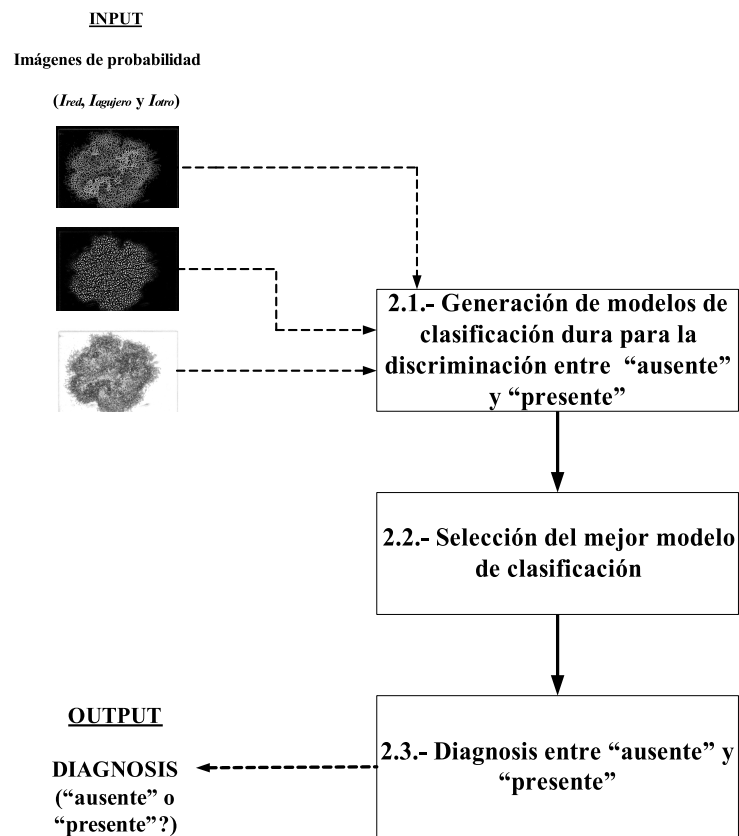 INPUT
Imágenes de probabilidad
(Ired, Iagujero y Iotro)
2.1.- Generación de modelos de
clasificación dura para la
discriminación entre “ausente”
y “presente”
2.2.- Selección del mejor modelo
de clasificación
2.3.- Diagnosis entre “ausente” y
“presente”
OUTPUT
DIAGNOSIS
(“ausente” o
“presente”?)